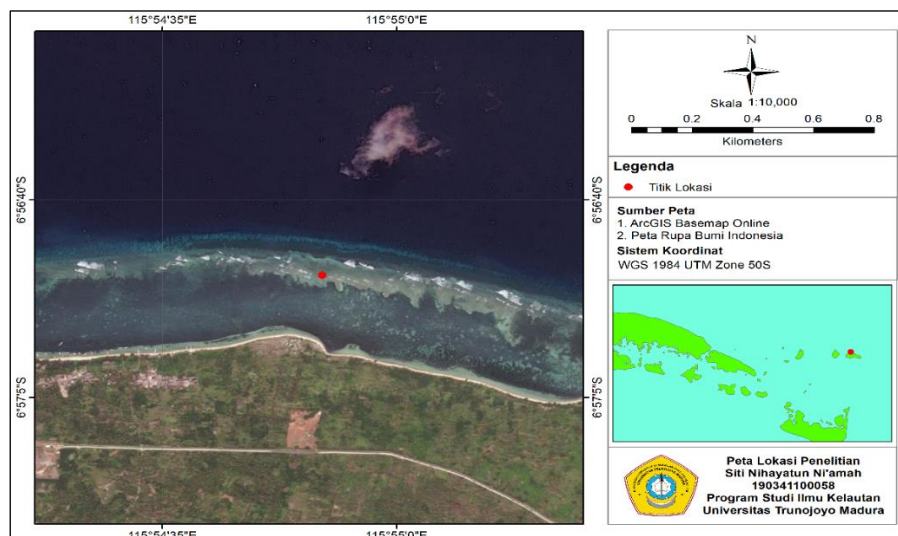 115°54'35"E
115°55'0"E
6°56'40"S
6°56'40"S
6°57'5"S
6°57'5"S
115°54'35"E
115°55'0"E
N
Skala 1:10,000
0 0.2 0.4 0.6 0.8
Kilometers
Legenda
Titik Lokasi
Sumber Peta
1. ArcGIS Basemap Online
2. Peta Rupa Bumi Indonesia
Sistem Koordinat
WGS 1984 UTM Zone 50S
Peta Lokasi Penelitian
Siti Nihayatun Ni'amah
190341100058
Program Studi Ilmu Kelautan
Universitas Trunojoyo Madura